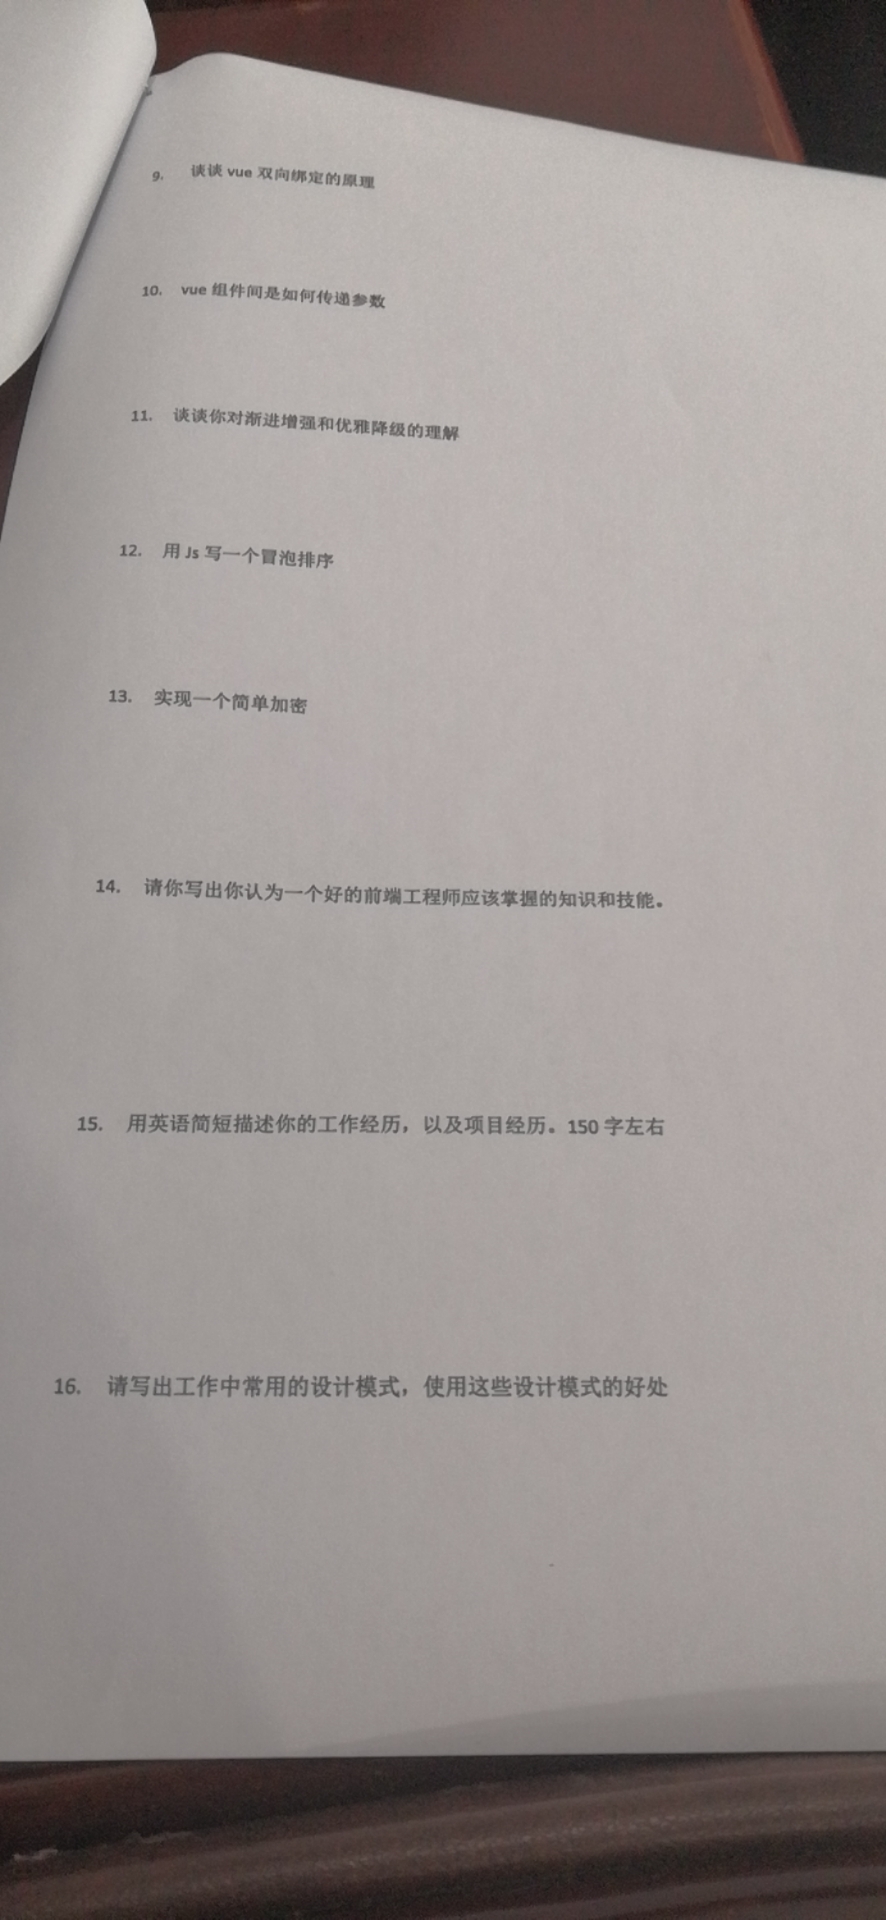 9. 谈谈 vue 双向绑定的原理
10. vue 组件间是如何传递参数
11. 谈谈你对渐进增强和优雅降级的理解
12. 用 Js 写一个冒泡排序
13. 实现一个简单加密
14. 请你写出你认为一个好的前端工程师应该掌握的知识和技能。
15. 用英语简短描述你的工作经历，以及项目经历。150 字左右
16. 请写出工作中常用的设计模式，使用这些设计模式的好处